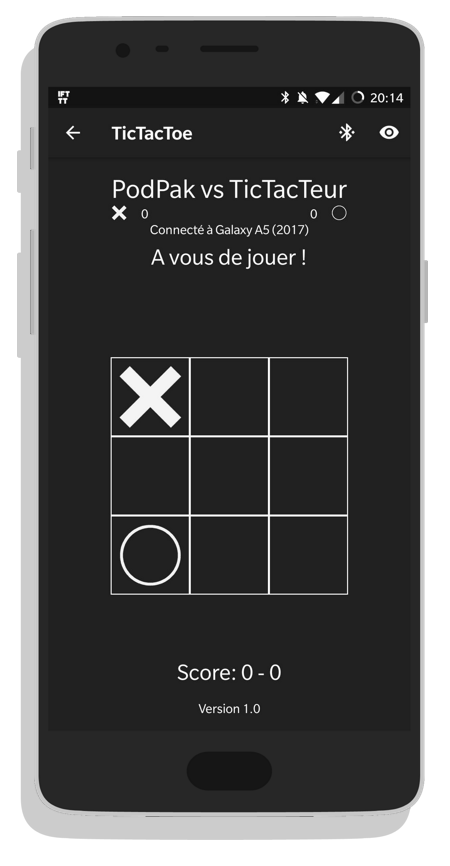 IFTTT
20:14
TicTacToe
PodPak vs TicTacTeur
0 0
Connecté à Galaxy A5 (2017)
A vous de jouer !
Score: 0 - 0
Version 1.0